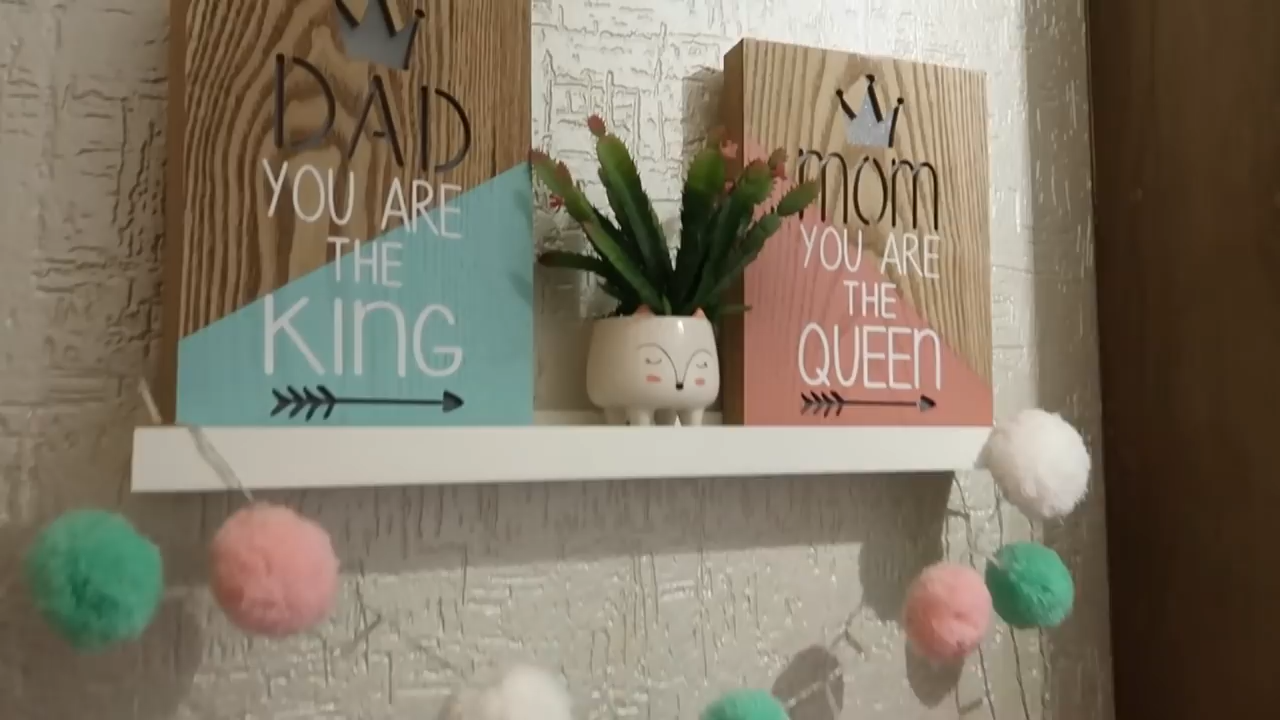 DAD
YOU ARE
THE
KING
mom
YOU ARE
THE
QUEEN